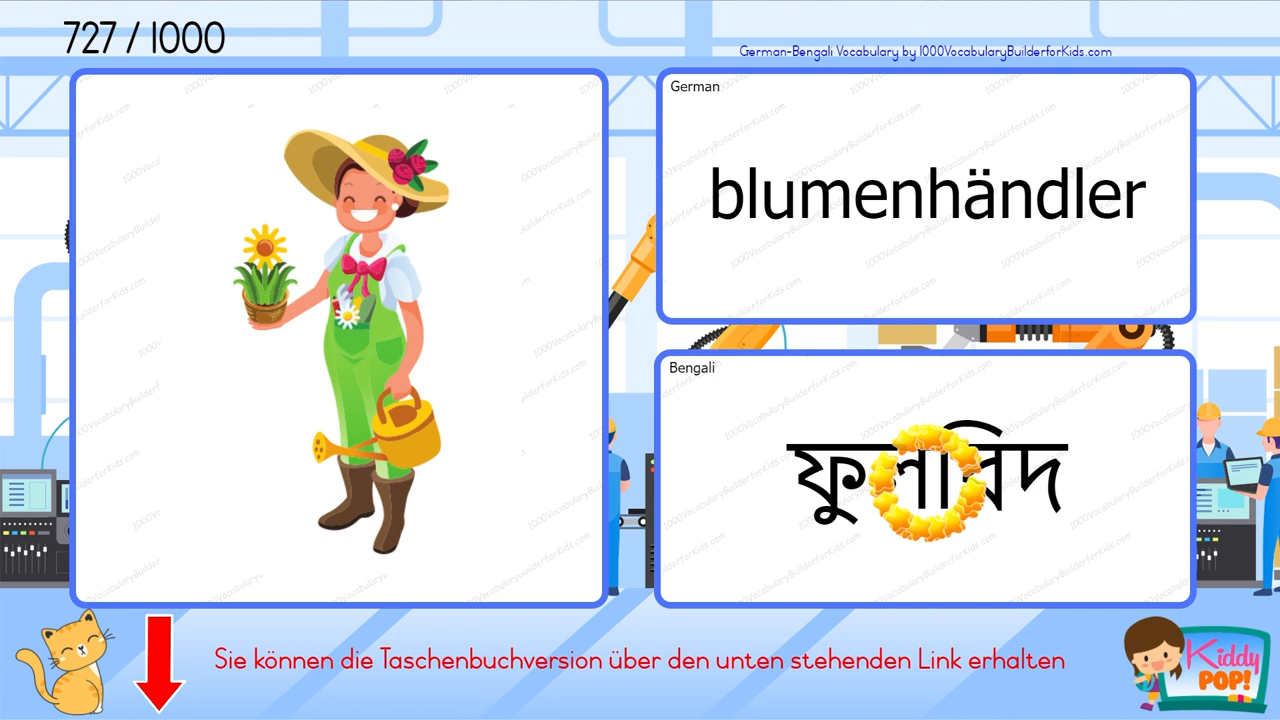 727 / 1000
German-Bengali Vocabulary by 1000VocabularyBuilderforKids.com
German
blumenhändler
Bengali
Sie können die Taschenbuchversion über den unten stehenden Link erhalten
Kiddy
POP!